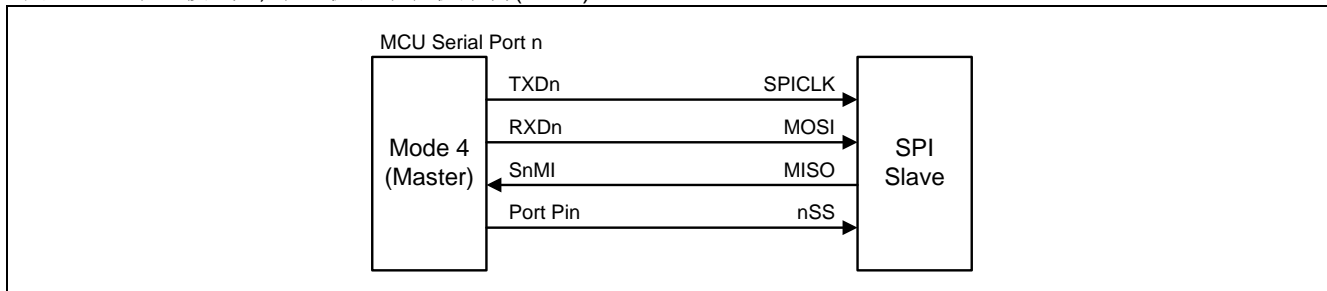 MCU Serial Port n
TXDn SPICLK
RXDn MOSI
Mode 4
(Master)
SPI
Slave
SnMI MISO
Port Pin nSS